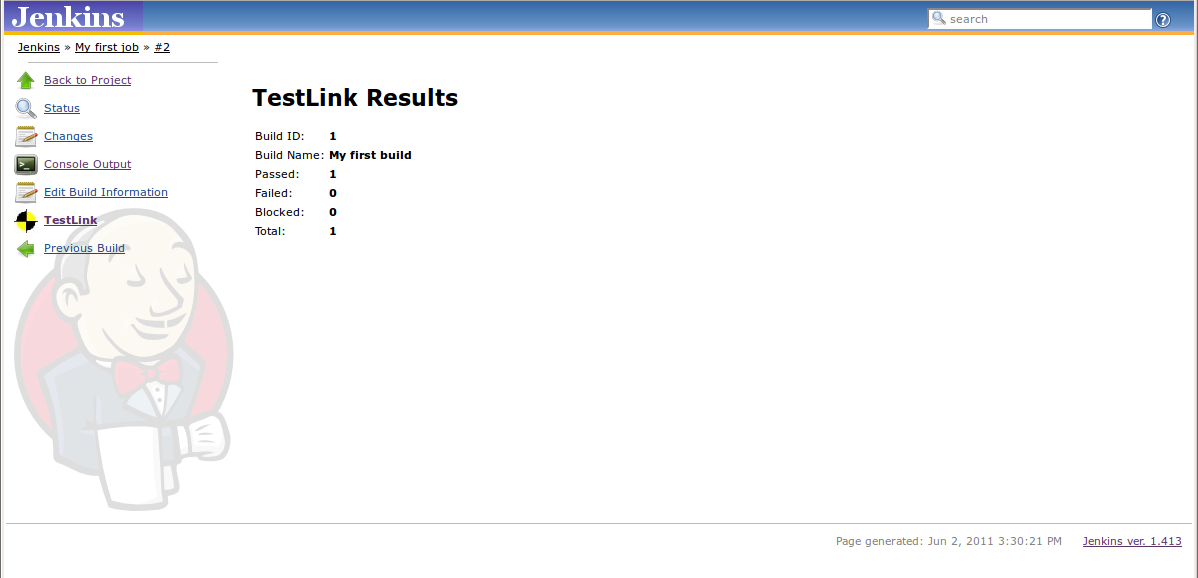 Jenkins
search
Jenkins » My first job » #2
Back to Project
Status
Changes
Console Output
Edit Build Information
TestLink
Previous Build
TestLink Results
Build ID: 1
Build Name: My first build
Passed: 1
Failed: 0
Blocked: 0
Total: 1
Page generated: Jun 2, 2011 3:30:21 PM Jenkins ver. 1.413